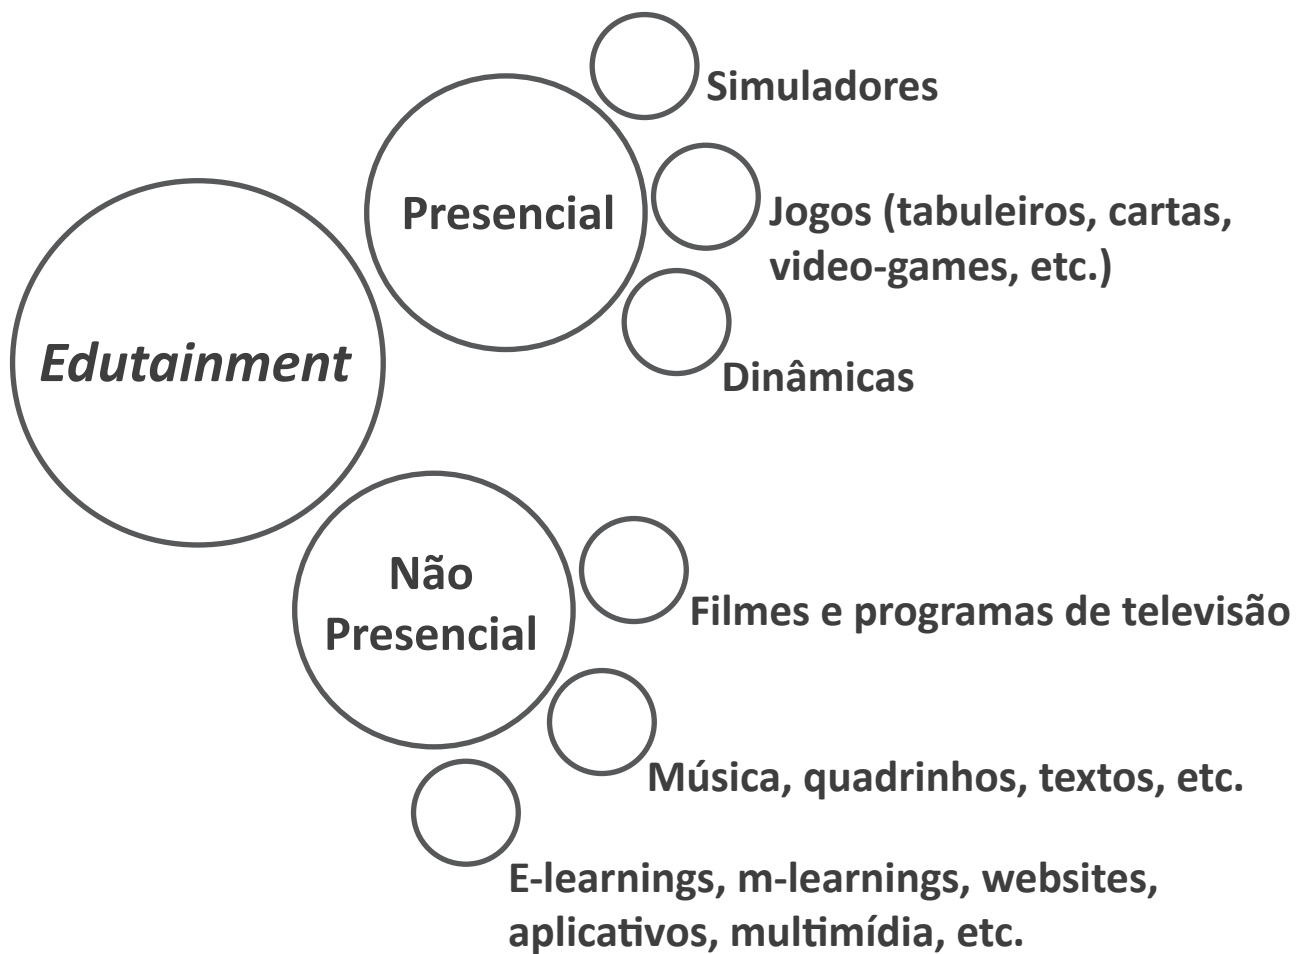 Simuladores
Presencial
Jogos (tabuleiros, cartas,
video-games, etc.)
Edutainment
Dinâmicas
Não
Presencial
Filmes e programas de televisão
Música, quadrinhos, textos, etc.
E-learnings, m-learnings, websites,
aplicativos, multimídia, etc.